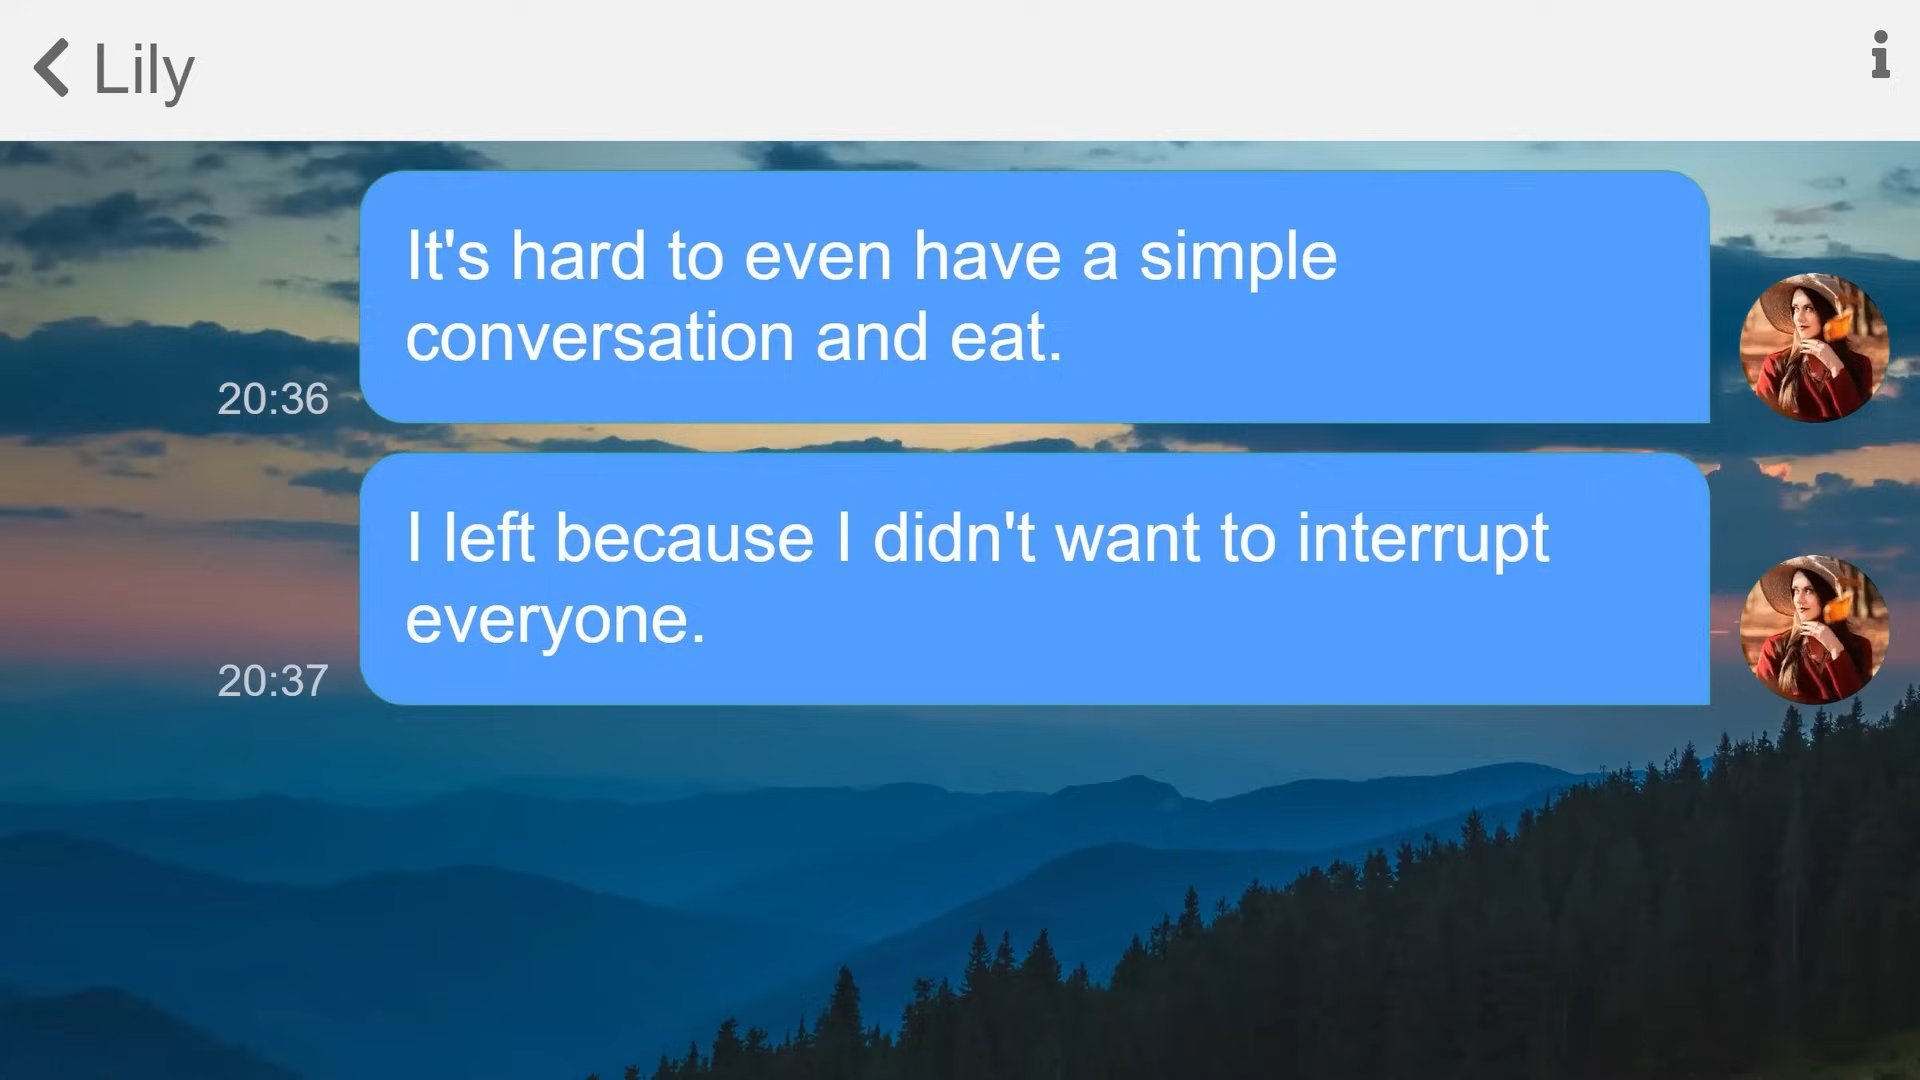 Lily
It's hard to even have a simple
conversation and eat.
20:36
I left because I didn't want to interrupt
everyone.
20:37